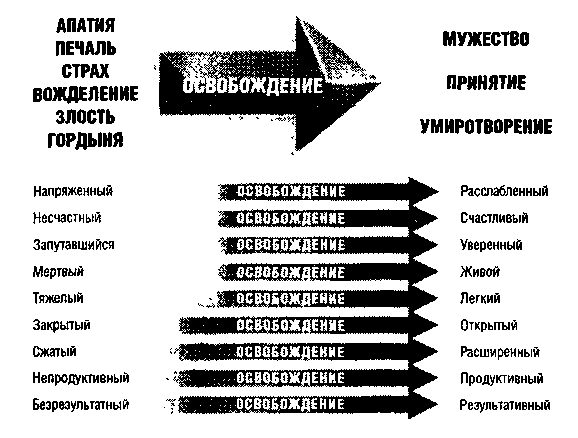 АПАТИЯ
ПЕЧАЛЬ
СТРАХ
ВОЖДЕЛЕНИЕ
ЗЛОСТЬ
ГОРДЫНЯ
ОСВОБОЖДЕНИЕ
МУЖЕСТВО
ПРИНЯТИЕ
УМИРОТВОРЕНИЕ
Напряженный ОСВОБОЖДЕНИЕ Расслабленный
Несчастный ОСВОБОЖДЕНИЕ Счастливый
Запутавшийся ОСВОБОЖДЕНИЕ Уверенный
Мертвый ОСВОБОЖДЕНИЕ Живой
Тяжелый ОСВОБОЖДЕНИЕ Легкий
Закрытый ОСВОБОЖДЕНИЕ Открытый
Сжатый ОСВОБОЖДЕНИЕ Расширенный
Непродуктивный ОСВОБОЖДЕНИЕ Продуктивный
Безрезультатный ОСВОБОЖДЕНИЕ Результативный